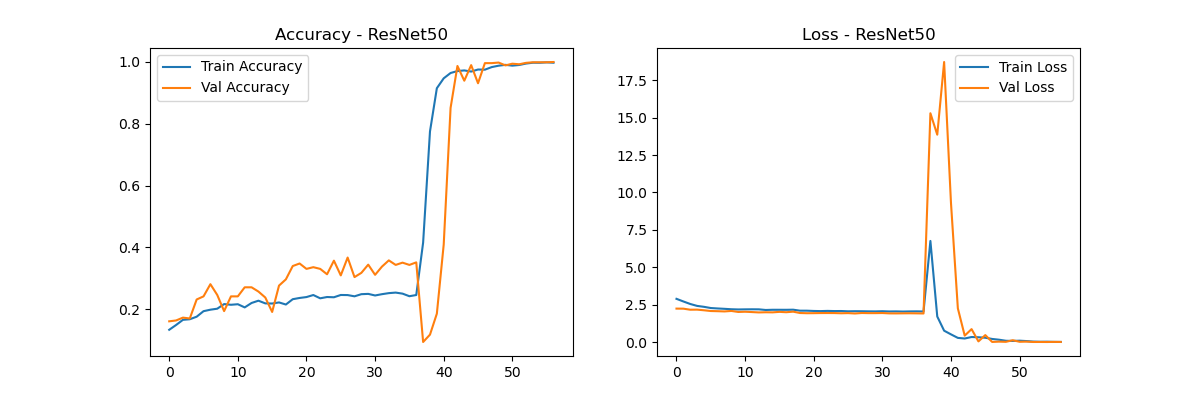 Accuracy - ResNet50
1.0
0.8
0.6
0.4
0.2
0 10 20 30 40 50
Train Accuracy
Val Accuracy
Loss - ResNet50
17.5
15.0
12.5
10.0
7.5
5.0
2.5
0.0
0 10 20 30 40 50
Train Loss
Val Loss